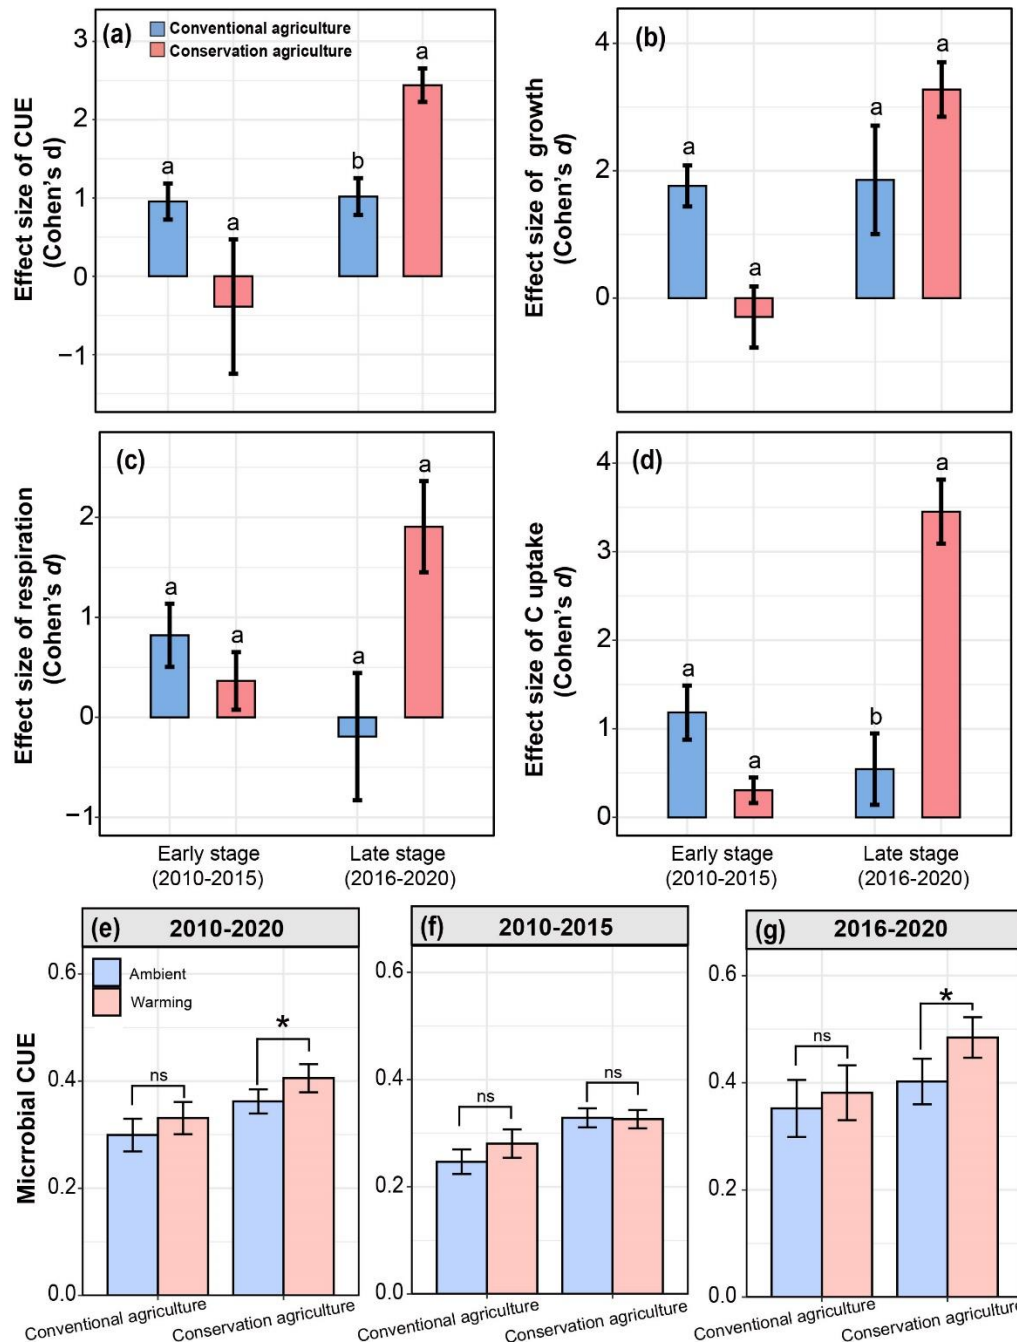 (a)
Conventional agriculture
Conservation agriculture
Effect size of CUE
(Cohen's d)
3
2
1
0
−1
a
a
b
a
(b)
Effect size of growth
(Cohen's d)
4
2
0
a
a
a
a
(c)
Effect size of respiration
(Cohen's d)
2
1
0
−1
a
a
a
a
Early stage
(2010-2015)
Late stage
(2016-2020)
(d)
Effect size of C uptake
(Cohen's d)
4
3
2
1
0
a
a
b
a
Early stage
(2010-2015)
Late stage
(2016-2020)
(e)
2010-2020
Ambient
Warming
Micrrobial CUE
0.6
0.4
0.2
0.0
ns
*
Conventional agriculture
Conservation agriculture
(f)
2010-2015
0.6
0.4
0.2
0.0
ns
ns
Conventional agriculture
Conservation agriculture
(g)
2016-2020
0.6
0.4
0.2
0.0
ns
*
Conventional agriculture
Conservation agriculture